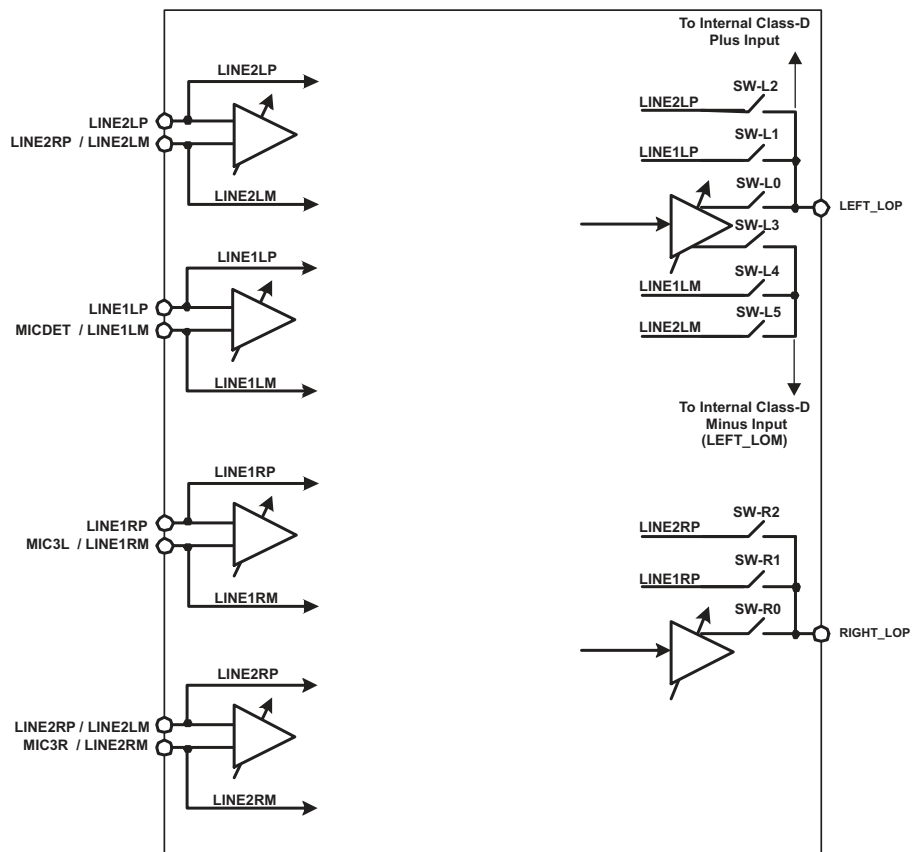 LINE2LP
LINE2LP
LINE2RP / LINE2LM
LINE2LM
LINE1LP
LINE1LP
MICDET / LINE1LM
LINE1LM
LINE1RP
LINE1RP
MIC3L / LINE1RM
LINE1RM
LINE2RP
LINE2RP / LINE2LM
MIC3R / LINE2RM
LINE2RM
To Internal Class-D
Plus Input
SW-L2
LINE2LP
SW-L1
LINE1LP
SW-L0
LEFT_LOP
SW-L3
SW-L4
LINE1LM
SW-L5
LINE2LM
To Internal Class-D
Minus Input
(LEFT_LOM)
SW-R2
LINE2RP
SW-R1
LINE1RP
SW-R0
RIGHT_LOP